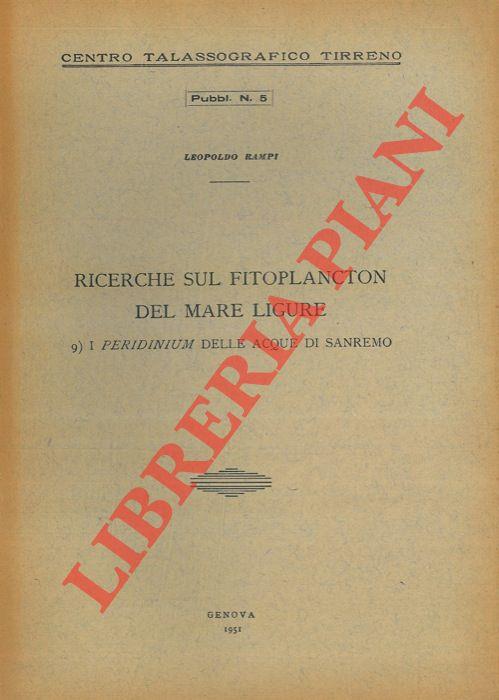 CENTRO TALASSOGRAFICO TIRRENO
Pubbl. N. 5
LEOPOLDO RAMPI
RICERCHE SUL FITOPLANCTON
DEL MARE LIGURE
9) I PERIDINIUM DELLE ACQUE DI SANREMO
LIBRERIA PIANI
GENOVA
1951